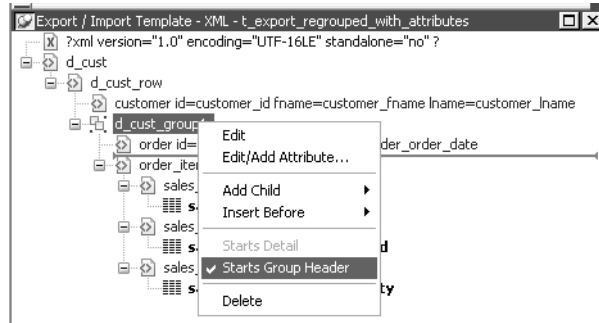 Export / Import Template - XML - t_export_regrouped_with_attributes
?xml version="1.0" encoding="UTF-16LE" standalone="no" ?
d_cust
d_cust_row
customer id=customer_id fname=customer_fname lname=customer_lname
d_cust_group
Edit
order id=
der_order_date
Edit/Add Attribute...
order_
sales_
Add Child
s
Insert Before
sales_
Starts Detail
s
d
sales_
Starts Group Header
s
ty
Delete